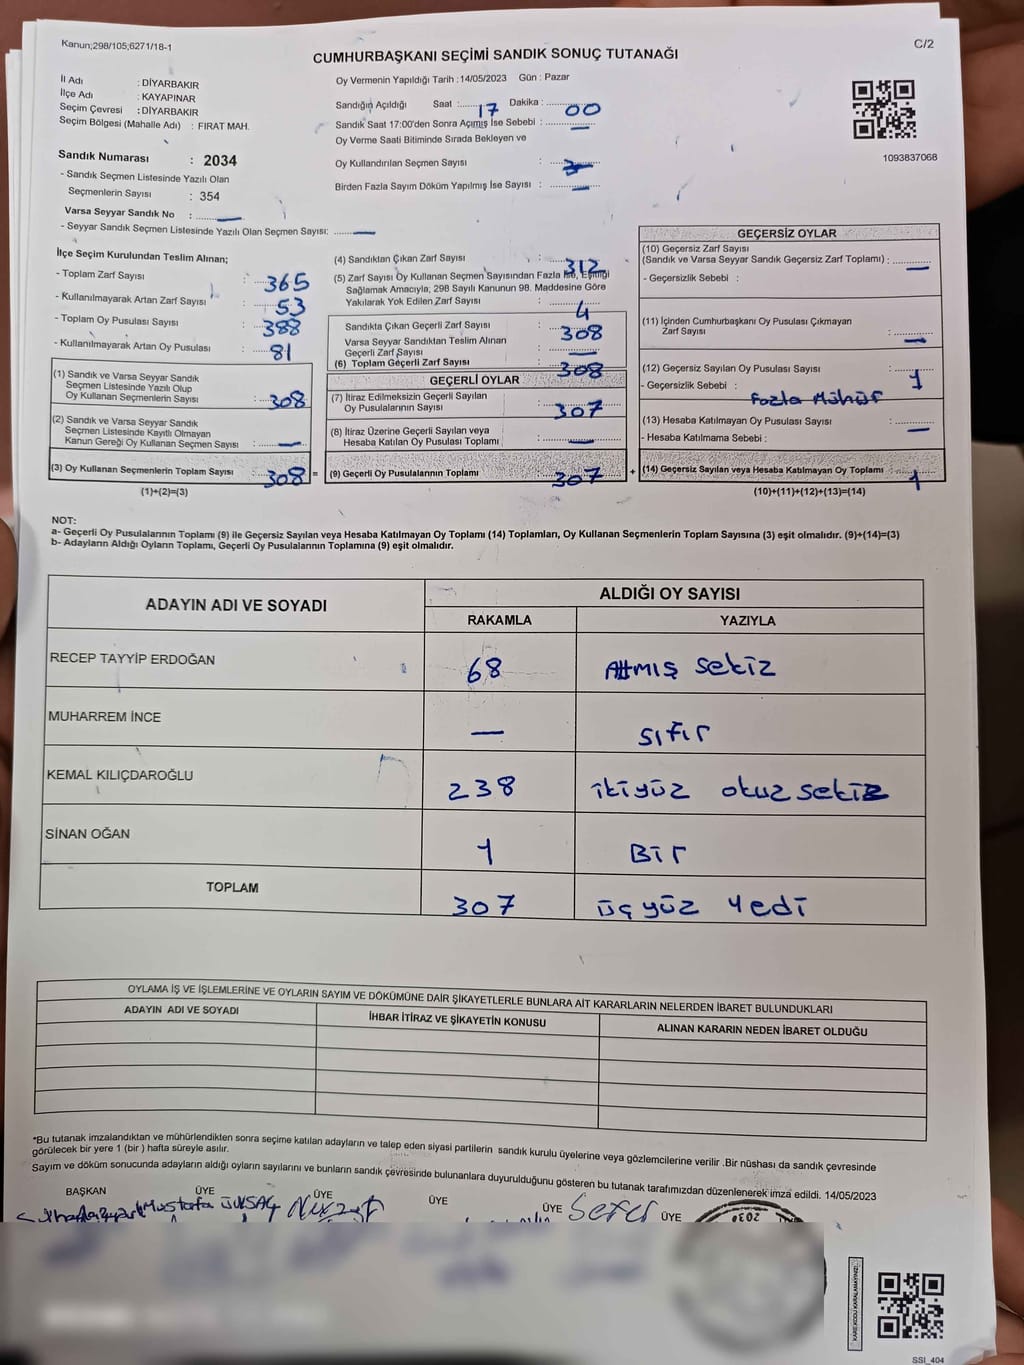 Kanun;298/105;6271/18-1
C/2
CUMHURBAŞKANI SEÇİMİ SANDIK SONUÇ TUTANAĞI
İl Adı : DİYARBAKIR
İlçe Adı : KAYAPINAR
Seçim Çevresi : DİYARBAKIR
Seçim Bölgesi (Mahalle Adı) : FIRAT MAH.
Sandık Numarası : 2034
- Sandık Seçmen Listesinde Yazılı Olan
Seçmenlerin Sayısı : 354
Varsa Seyyar Sandık No : —
- Seyyar Sandık Seçmen Listesinde Yazılı Olan Seçmen Sayısı: —
Oy Vermenin Yapıldığı Tarih :14/05/2023 Gün : Pazar
Sandığın Açıldığı Saat : 17 Dakika : 00
Sandık Saat 17:00'den Sonra Açımış İse Sebebi : —
Oy Verme Saati Bitiminde Sırada Bekleyen ve
Oy Kullandırılan Seçmen Sayısı :
Birden Fazla Sayım Döküm Yapılmış İse Sayısı : —
1093837068
İlçe Seçim Kurulundan Teslim Alınan;
- Toplam Zarf Sayısı : 365
- Kullanılmayarak Artan Zarf Sayısı : 53
- Toplam Oy Pusulası Sayısı : 388
- Kullanılmayarak Artan Oy Pusulası : 81
(1) Sandık ve Varsa Seyyar Sandık
Seçmen Listesinde Yazılı Olup
Oy Kullanan Seçmenlerin Sayısı : 308
(2) Sandık ve Varsa Seyyar Sandık
Seçmen Listesinde Kayıtlı Olmayan
Kanun Gereği Oy Kullanan Seçmen Sayısı : —
(3) Oy Kullanan Seçmenlerin Toplam Sayısı : 308 =
(1)+(2)=(3)
(4) Sandıktan Çıkan Zarf Sayısı : 312
(5) Zarf Sayısı Oy Kullanan Seçmen Sayısından Fazla İse, Eşitliği
Sağlamak Amacıyla; 298 Sayılı Kanunun 98. Maddesine Göre
Yakılarak Yok Edilen Zarf Sayısı : 4
Sandıkta Çıkan Geçerli Zarf Sayısı : 308
Varsa Seyyar Sandıktan Teslim Alınan
Geçerli Zarf Sayısı : —
(6) Toplam Geçerli Zarf Sayısı : 308
GEÇERLİ OYLAR
(7) İtiraz Edilmeksizin Geçerli Sayılan
Oy Pusulalarının Sayısı : 307
(8) İtiraz Üzerine Geçerli Sayılan veya
Hesaba Katılan Oy Pusulası Toplamı : —
(9) Geçerli Oy Pusulalarının Toplamı : 307 +
GEÇERSİZ OYLAR
(10) Geçersiz Zarf Sayısı
(Sandık ve Varsa Seyyar Sandık Geçersiz Zarf Toplamı) : —
- Geçersizlik Sebebi :
(11) İçinden Cumhurbaşkanı Oy Pusulası Çıkmayan
Zarf Sayısı : —
(12) Geçersiz Sayılan Oy Pusulası Sayısı : 1
- Geçersizlik Sebebi : Fazla Mühür
(13) Hesaba Katılmayan Oy Pusulası Sayısı : —
- Hesaba Katılmama Sebebi :
(14) Geçersiz Sayılan veya Hesaba Katılmayan Oy Toplamı : 1
(10)+(11)+(12)+(13)=(14)
NOT:
a- Geçerli Oy Pusulalarının Toplamı (9) ile Geçersiz Sayılan veya Hesaba Katılmayan Oy Toplamı (14) Toplamları, Oy Kullanan Seçmenlerin Toplam Sayısına (3) eşit olmalıdır. (9)+(14)=(3)
b- Adayların Aldığı Oyların Toplamı, Geçerli Oy Pusulalarının Toplamına (9) eşit olmalıdır.
ADAYIN ADI VE SOYADI
ALDIĞI OY SAYISI
RAKAMLA YAZIYLA
RECEP TAYYİP ERDOĞAN 68 Altmış Sekiz
MUHARREM İNCE — sıfır
KEMAL KILIÇDAROĞLU 238 ikiyüz otuz sekiz
SİNAN OĞAN 1 Bir
TOPLAM 307 üç yüz yedi
OYLAMA İŞ VE İŞLEMLERİNE VE OYLARIN SAYIM VE DÖKÜMÜNE DAİR ŞİKAYETLERLE BUNLARA AİT KARARLARIN NELERDEN İBARET BULUNDUKLARI
ADAYIN ADI VE SOYADI İHBAR İTİRAZ VE ŞİKAYETİN KONUSU ALINAN KARARIN NEDEN İBARET OLDUĞU
*Bu tutanak imzalandıktan ve mühürlendikten sonra seçime katılan adayların ve talep eden siyasi partilerin sandık kurulu üyelerine veya gözlemcilerine verilir .Bir nüshası da sandık çevresinde
görülecek bir yere 1 (bir ) hafta süreyle asılır.
Sayım ve döküm sonucunda adayların aldığı oyların sayılarını ve bunların sandık çevresinde bulunanlara duyurulduğunu gösteren bu tutanak tarafımızdan düzenlenerek imza edildi. 14/05/2023
BAŞKAN ÜYE ÜYE ÜYE ÜYE ÜYE
Mustafa
Sefer
KARE KODU KARALAMAYINIZ!
SSI_404